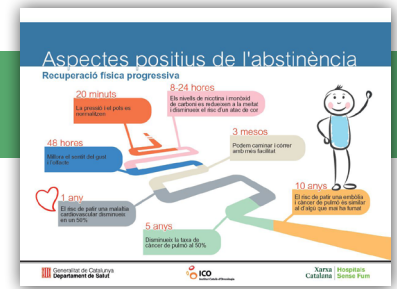 Aspectes positius de l'abstinència
Recuperació física progressiva
20 minuts
La pressió i el pols es
normalitzen
8-24 hores
Els nivells de nicotina i monòxid
de carboni es redueixen a la meitat
i disminueix el risc d'un atac de cor
48 hores
Millora el sentit del gust
i l'olfacte
3 mesos
Podem caminar i córrer
amb més facilitat
1 any
El risc de patir una malaltia
cardiovascular disminueix
en un 50%
5 anys
Disminueix la taxa de
càncer de pulmó al 50%
10 anys
El risc de patir una embòlia
i càncer de pulmó és similar
al d'algú que mai ha fumat
Generalitat de Catalunya
Departament de Salut
ICO
Institut Català d'Oncologia
Xarxa
Catalana
Hospitals
Sense Fum